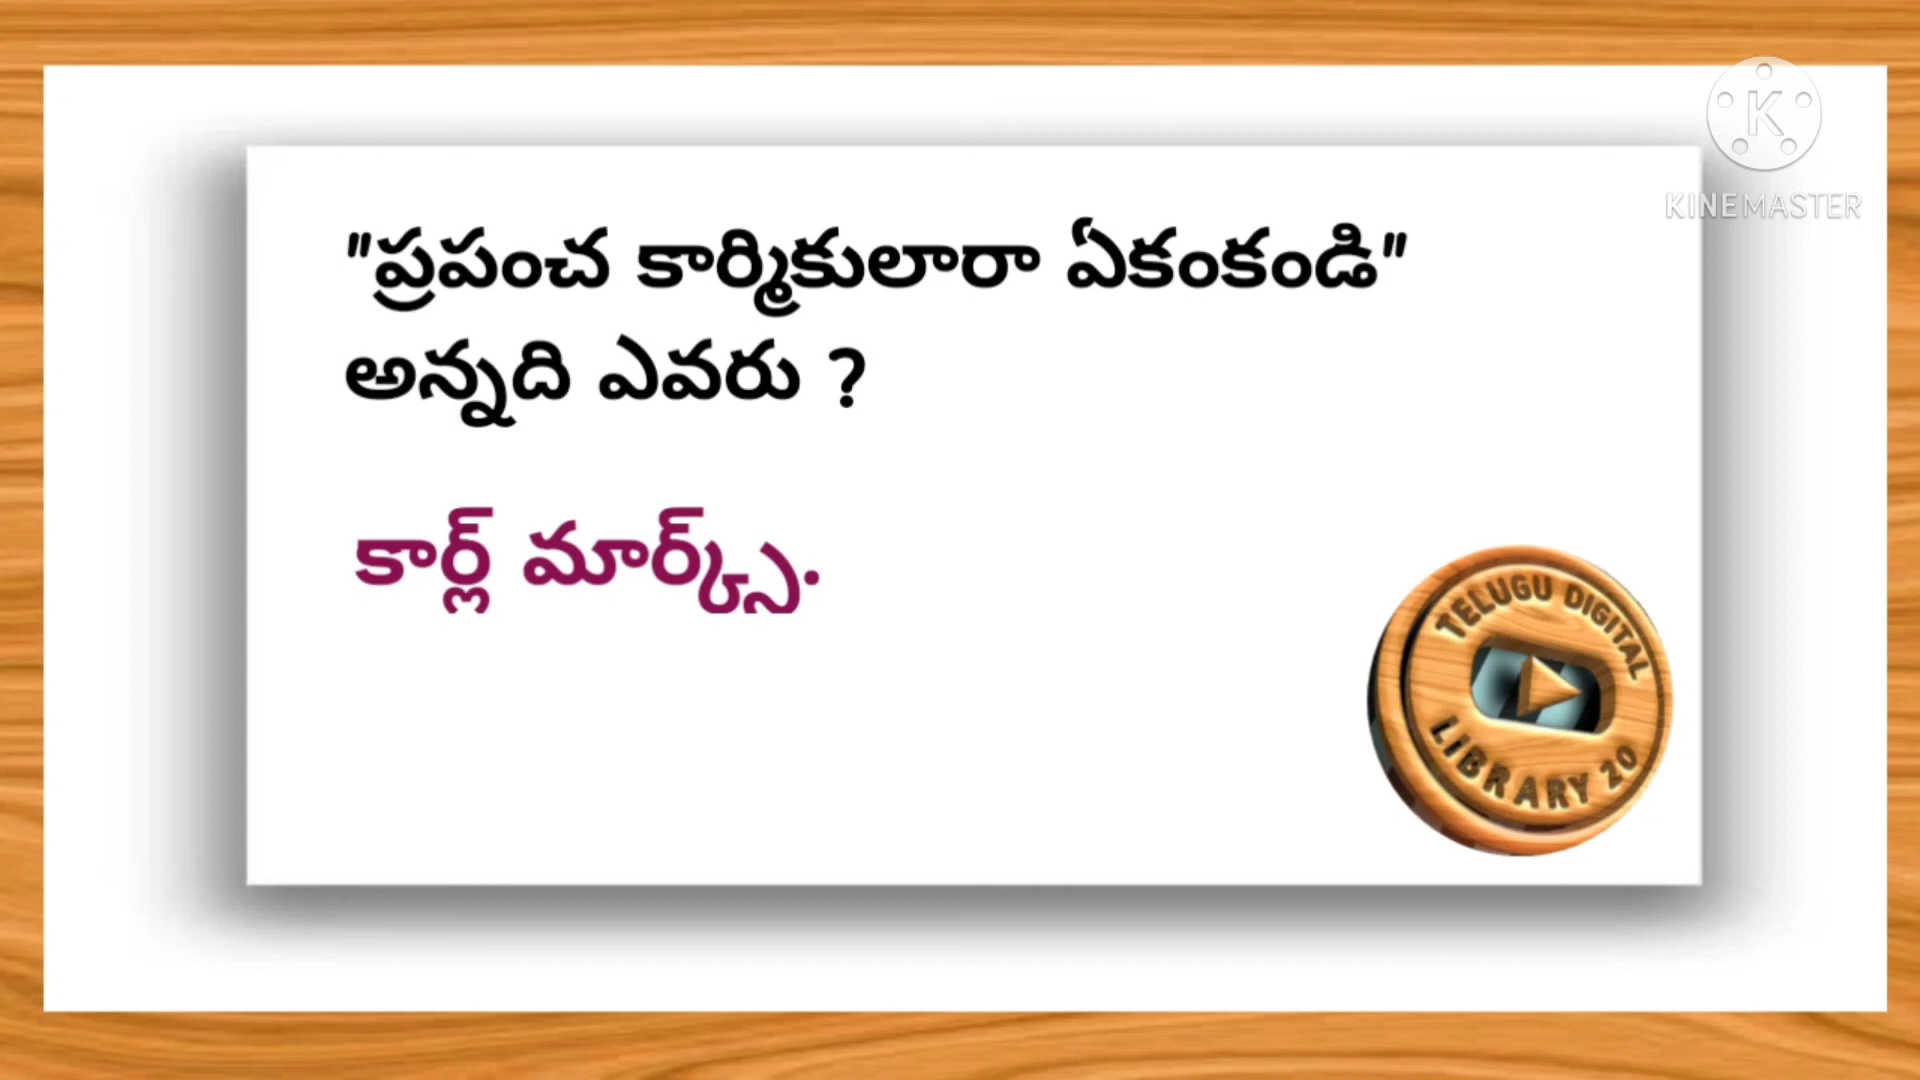 KINEMASTER
"ప్రపంచ కార్మికులారా ఏకంకండి"
అన్నది ఎవరు ?
కార్ల్ మార్క్స్.
TELUGU DIGITAL
LIBRARY 20